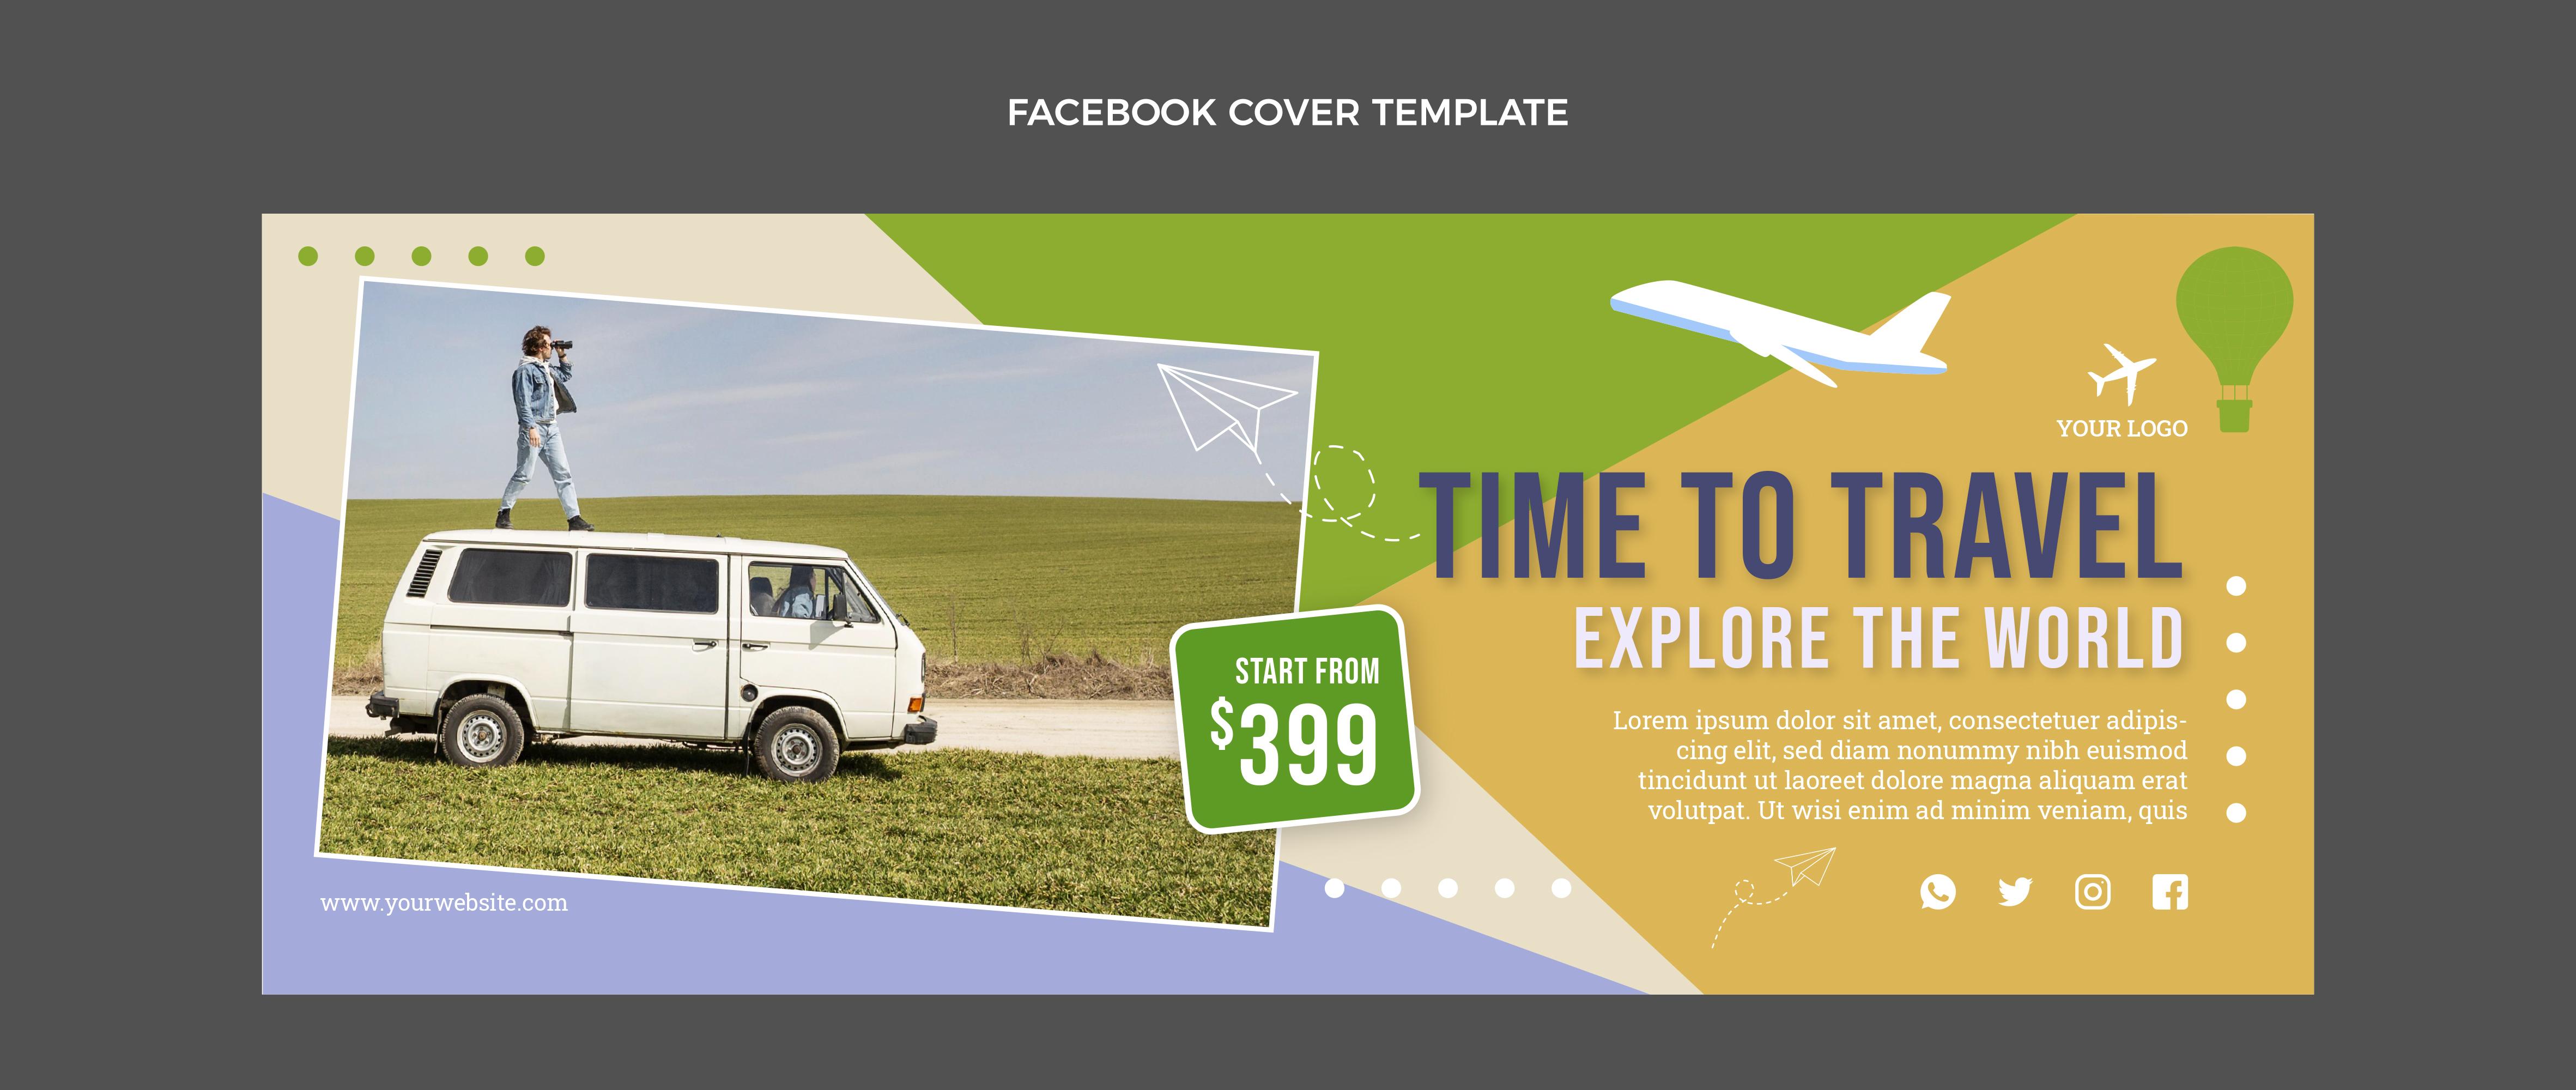 FACEBOOK COVER TEMPLATE
YOUR LOGO
TIME TO TRAVEL
EXPLORE THE WORLD
START FROM
$399
Lorem ipsum dolor sit amet, consectetuer adipis-
cing elit, sed diam nonummy nibh euismod
tincidunt ut laoreet dolore magna aliquam erat
volutpat. Ut wisi enim ad minim veniam, quis
www.yourwebsite.com